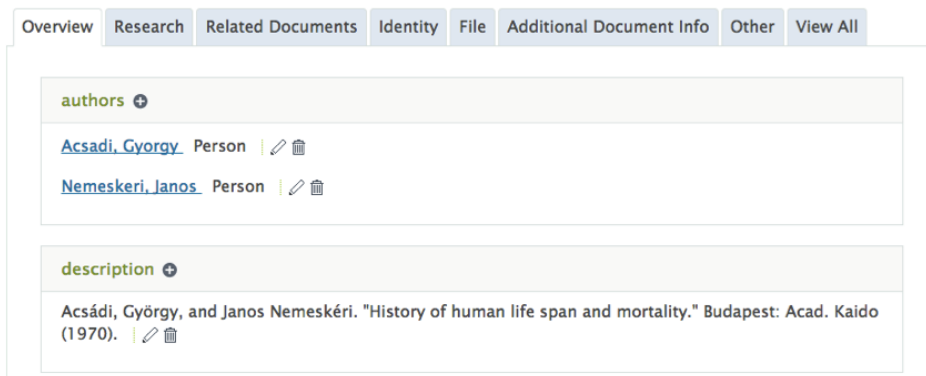 Overview Research Related Documents Identity File Additional Document Info Other View All
authors
Acsadi, Gyorgy Person
Nemeskeri, Janos Person
description
Acsádi, György, and Janos Nemeskéri. "History of human life span and mortality." Budapest: Acad. Kaido
(1970).